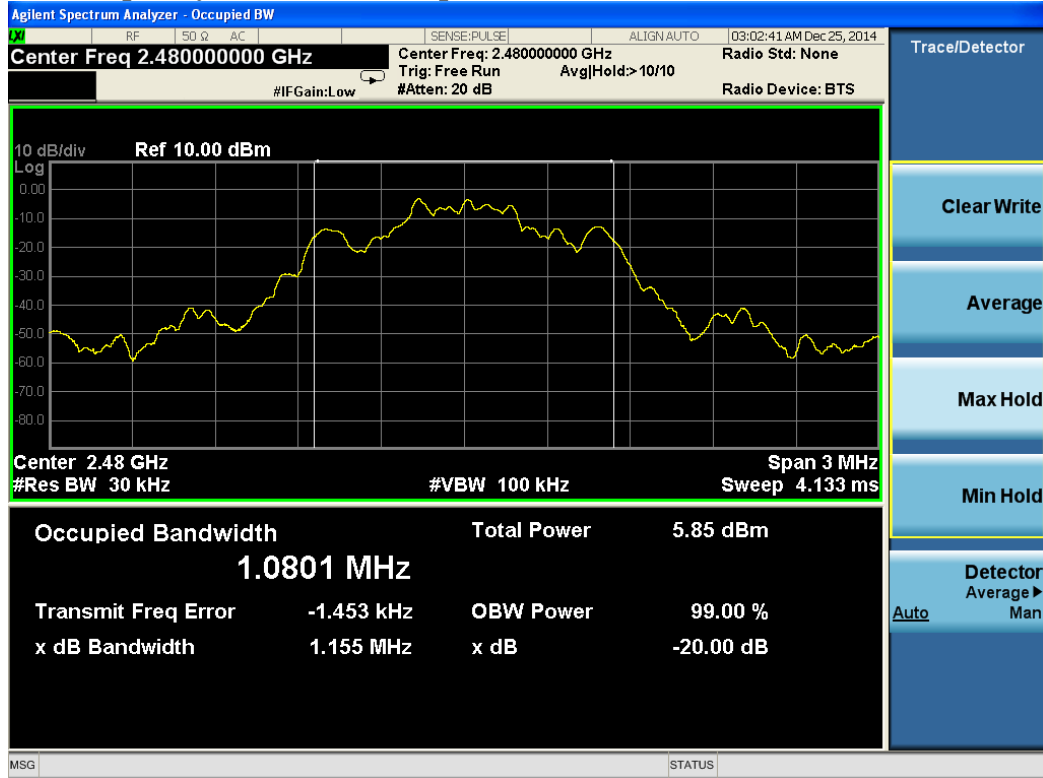 Agilent Spectrum Analyzer - Occupied BW
LXI RF 50 Ω AC SENSE:PULSE ALIGN AUTO 03:02:41 AM Dec 25, 2014
Center Freq 2.480000000 GHz
Center Freq: 2.480000000 GHz Radio Std: None
Trig: Free Run Avg|Hold:> 10/10
#IFGain:Low #Atten: 20 dB Radio Device: BTS
10 dB/div Ref 10.00 dBm
Log
0.00
-10.0
-20.0
-30.0
-40.0
-50.0
-60.0
-70.0
-80.0
Center 2.48 GHz Span 3 MHz
#Res BW 30 kHz #VBW 100 kHz Sweep 4.133 ms
Occupied Bandwidth Total Power 5.85 dBm
1.0801 MHz
Transmit Freq Error -1.453 kHz OBW Power 99.00 %
x dB Bandwidth 1.155 MHz x dB -20.00 dB
MSG STATUS
Trace/Detector
Clear Write
Average
Max Hold
Min Hold
Detector
Average▶
Auto Man